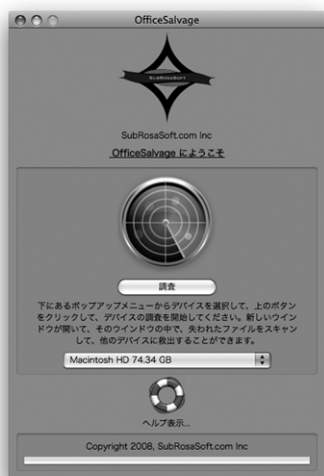 OfficeSalvage
SUBROSASOFT
SubRosaSoft.com Inc
OfficeSalvage にようこそ
調査
下にあるポップアップメニューからデバイスを選択して、上のボタン
をクリックして、デバイスの調査を開始してください。新しいウイン
ドウが開いて、そのウインドウの中で、失われたファイルをスキャン
して、他のデバイスに救出することができます。
Macintosh HD 74.34 GB
ヘルプ表示...
Copyright 2008, SubRosaSoft.com Inc